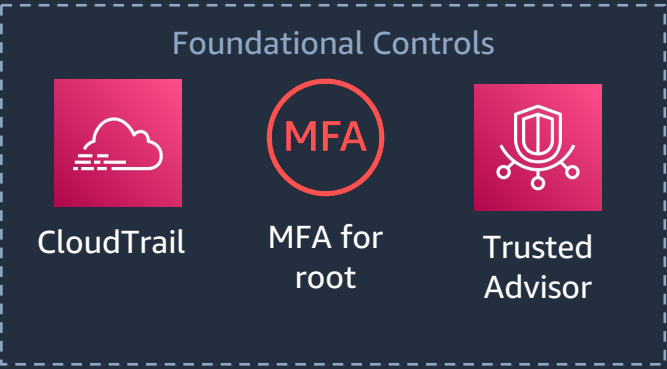 Foundational Controls
MFA
CloudTrail
MFA for
root
Trusted
Advisor